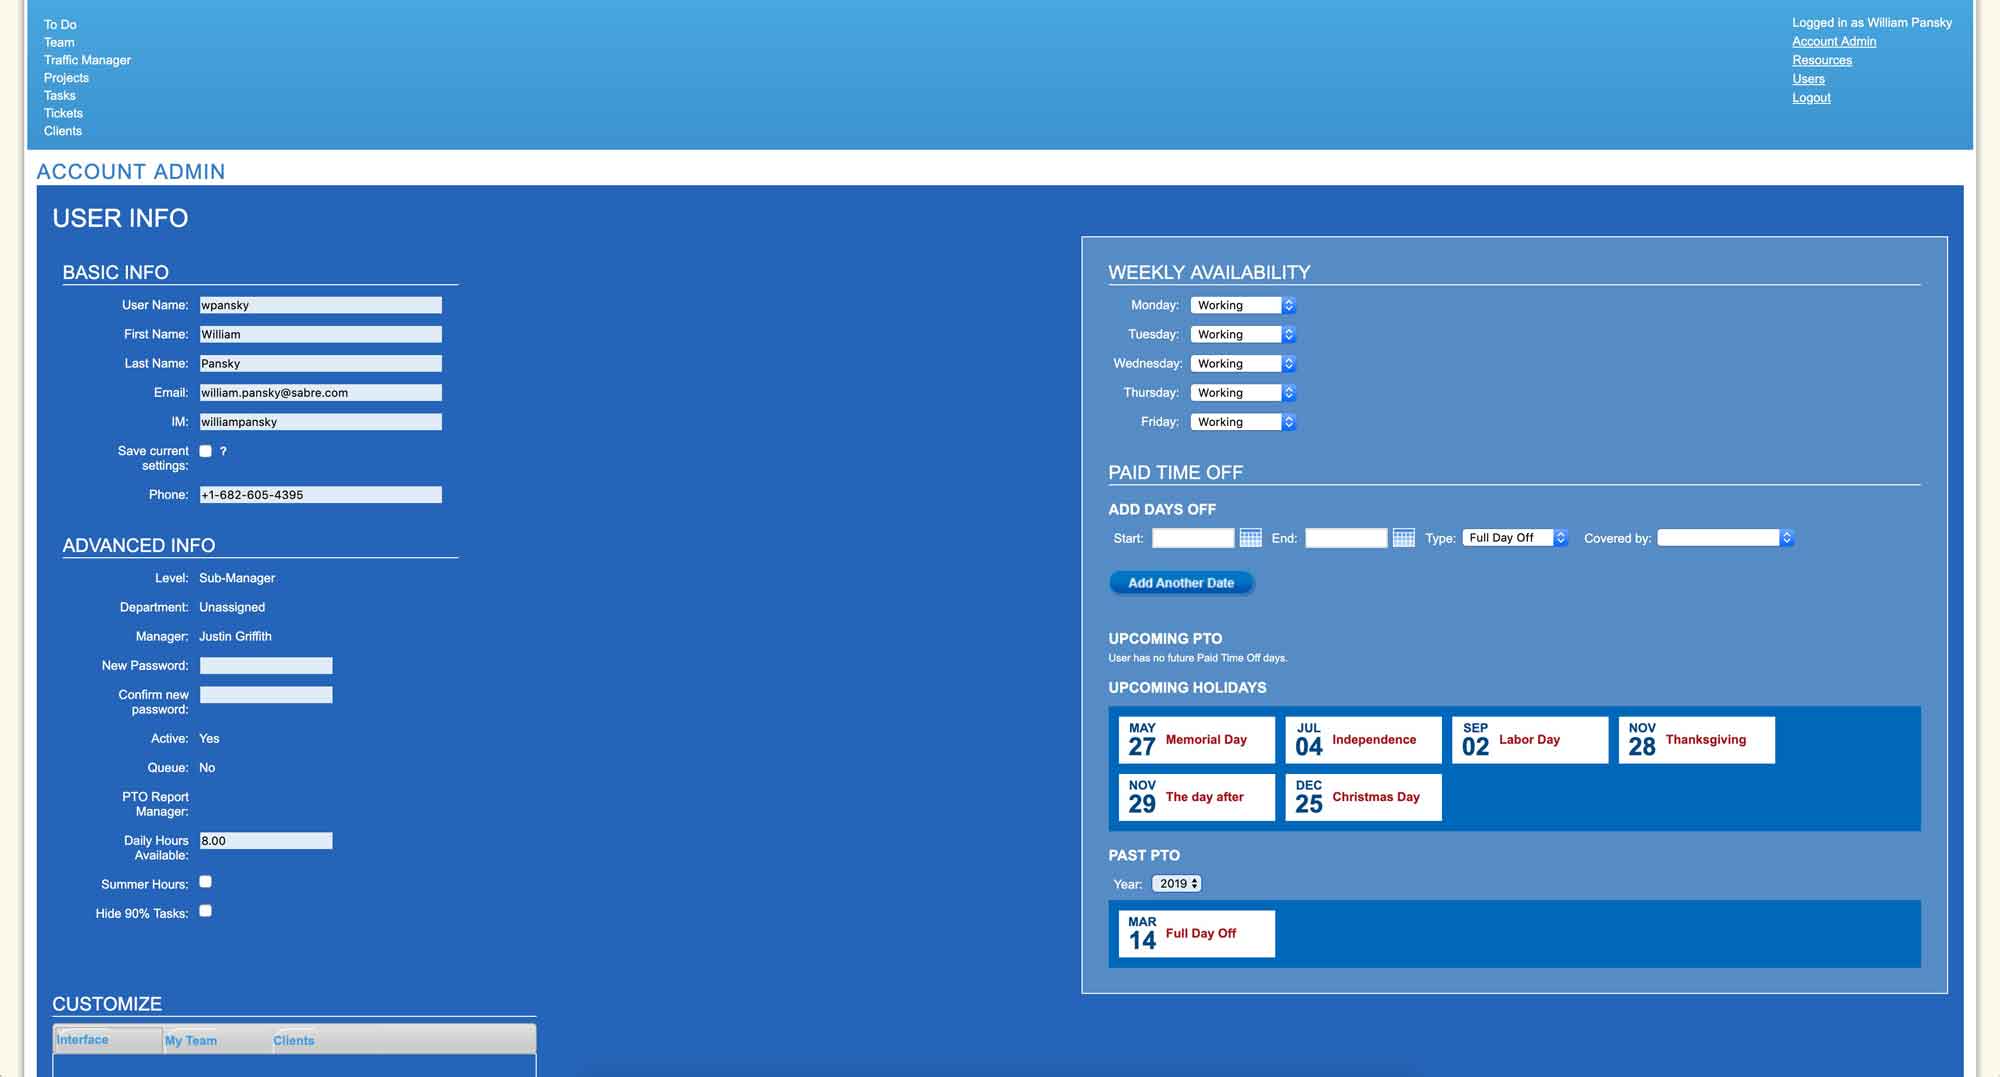 To Do
Team
Traffic Manager
Projects
Tasks
Tickets
Clients
Logged in as William Pansky
Account Admin
Resources
Users
Logout
ACCOUNT ADMIN
USER INFO
BASIC INFO
User Name: wpansky
First Name: William
Last Name: Pansky
Email: william.pansky@sabre.com
IM: williampansky
Save current ?
settings:
Phone: +1-682-605-4395
ADVANCED INFO
Level: Sub-Manager
Department: Unassigned
Manager: Justin Griffith
New Password:
Confirm new
password:
Active: Yes
Queue: No
PTO Report
Manager:
Daily Hours 8.00
Available:
Summer Hours:
Hide 90% Tasks:
CUSTOMIZE
Interface My Team Clients
WEEKLY AVAILABILITY
Monday: Working
Tuesday: Working
Wednesday: Working
Thursday: Working
Friday: Working
PAID TIME OFF
ADD DAYS OFF
Start: End: Type: Full Day Off Covered by:
Add Another Date
UPCOMING PTO
User has no future Paid Time Off days.
UPCOMING HOLIDAYS
MAY 27 Memorial Day
JUL 04 Independence
SEP 02 Labor Day
NOV 28 Thanksgiving
NOV 29 The day after
DEC 25 Christmas Day
PAST PTO
Year: 2019
MAR 14 Full Day Off